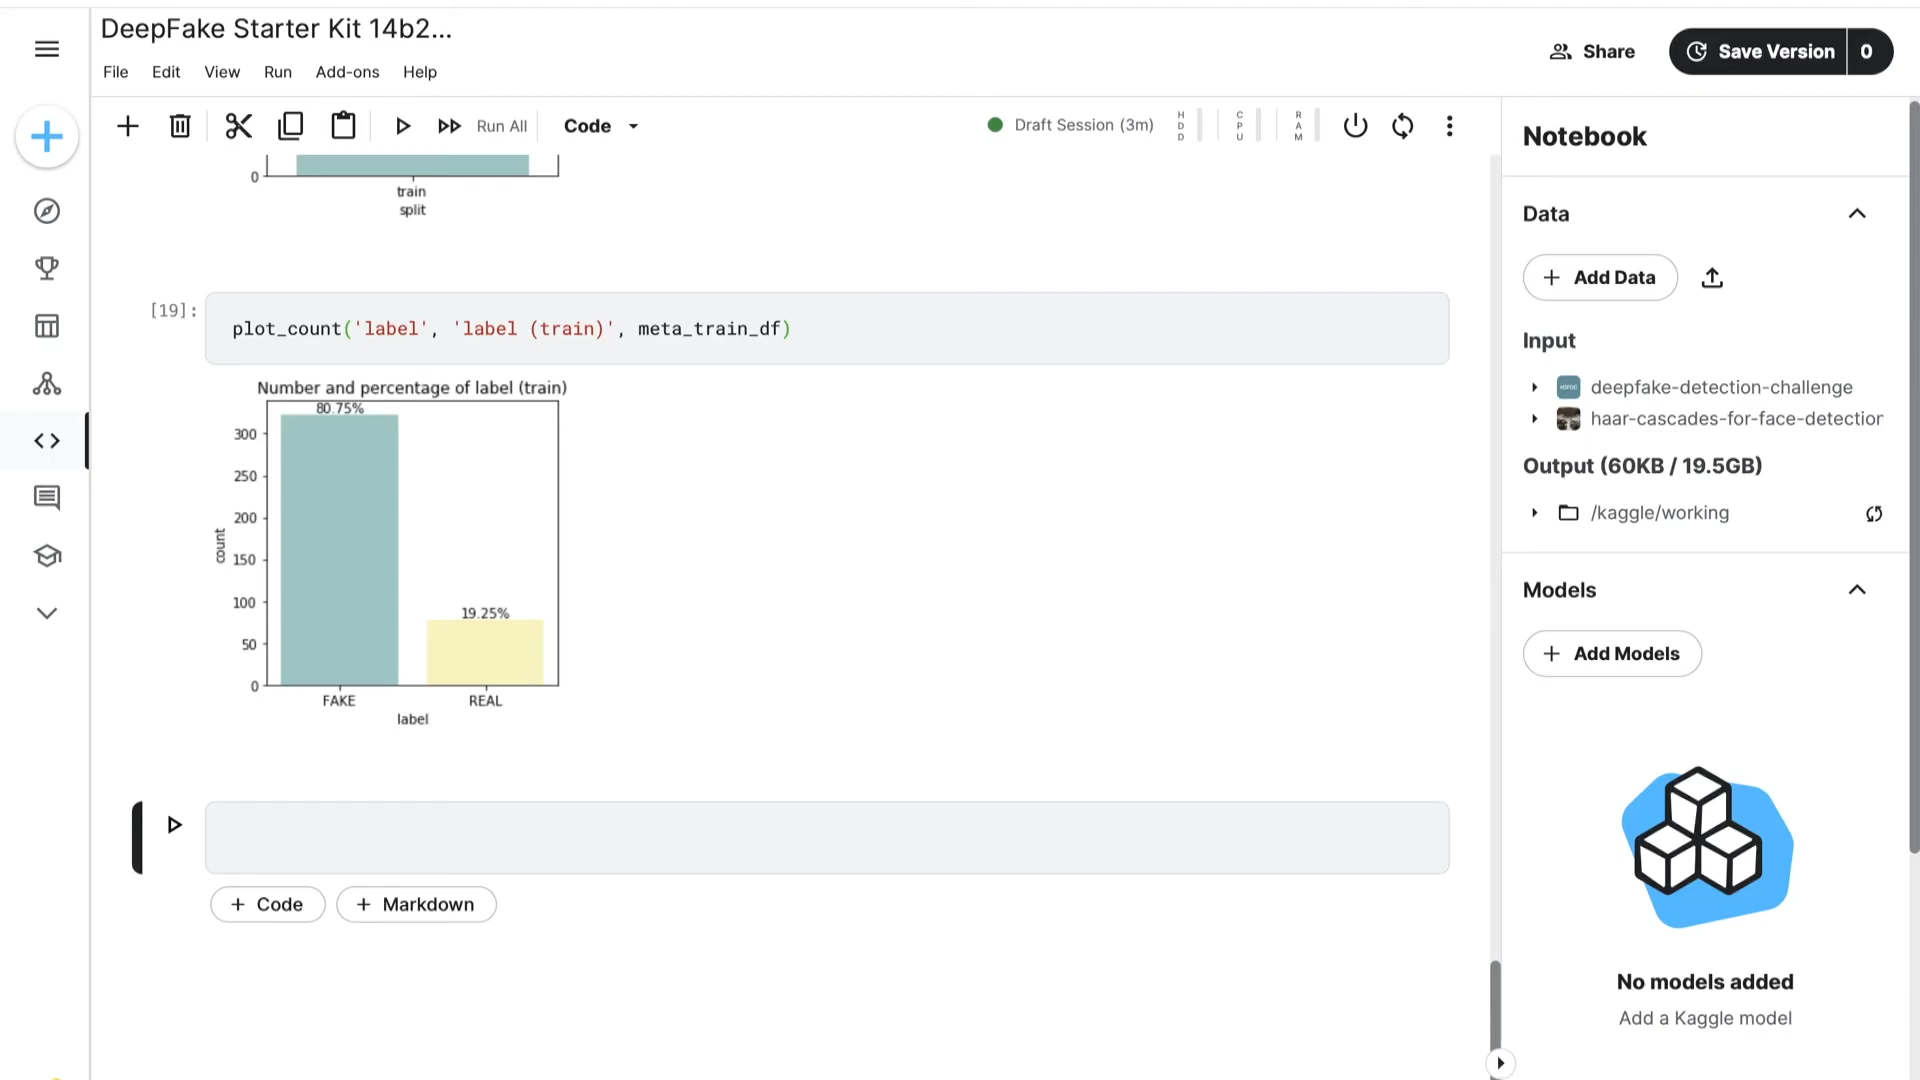 DeepFake Starter Kit 14b2...
File Edit View Run Add-ons Help
Share
Save Version 0
Run All
Code
Draft Session (3m)
HDD
CPU
RAM
0
train
split
[19]:
plot_count('label', 'label (train)', meta_train_df)
Number and percentage of label (train)
80.75%
19.25%
300
250
200
150
100
50
0
count
FAKE REAL
label
+ Code
+ Markdown
Notebook
Data
+ Add Data
Input
deepfake-detection-challenge
haar-cascades-for-face-detection
Output (60KB / 19.5GB)
/kaggle/working
Models
+ Add Models
No models added
Add a Kaggle model